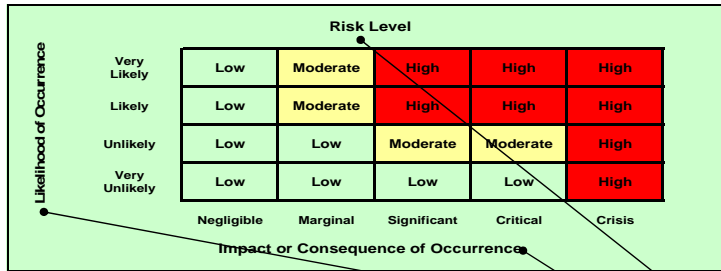 Risk Level
Likelihood of Occurrence
Very
Likely
Low Moderate High High High
Likely Low Moderate High High High
Unlikely Low Low Moderate Moderate High
Very
Unlikely
Low Low Low Low High
Negligible Marginal Significant Critical Crisis
Impact or Consequence of Occurrence